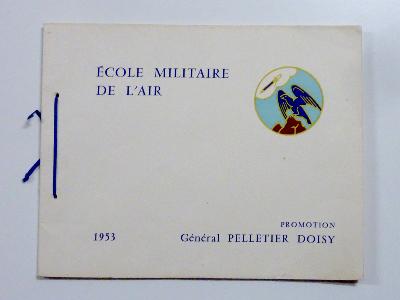 ÉCOLE MILITAIRE
DE L'AIR
PROMOTION
1953 Général PELLETIER DOISY